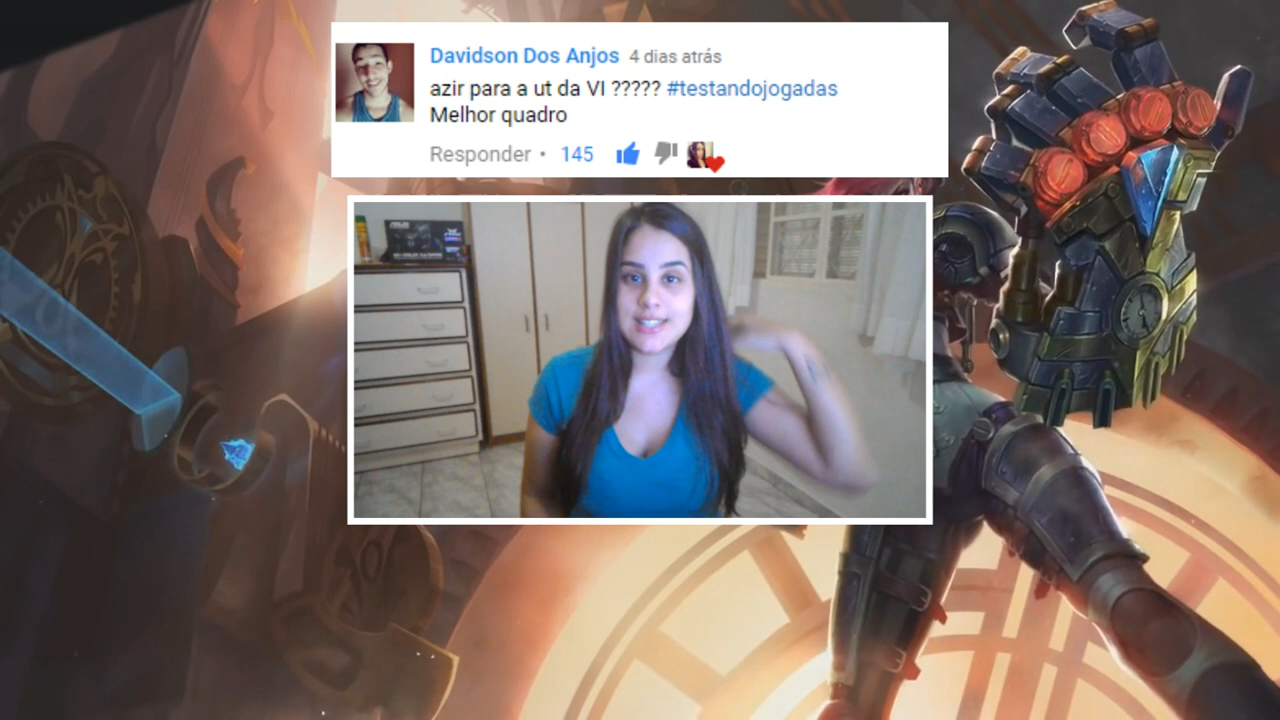 Davidson Dos Anjos 4 dias atrás
azir para a ut da VI ????? #testandojogadas
Melhor quadro
Responder • 145